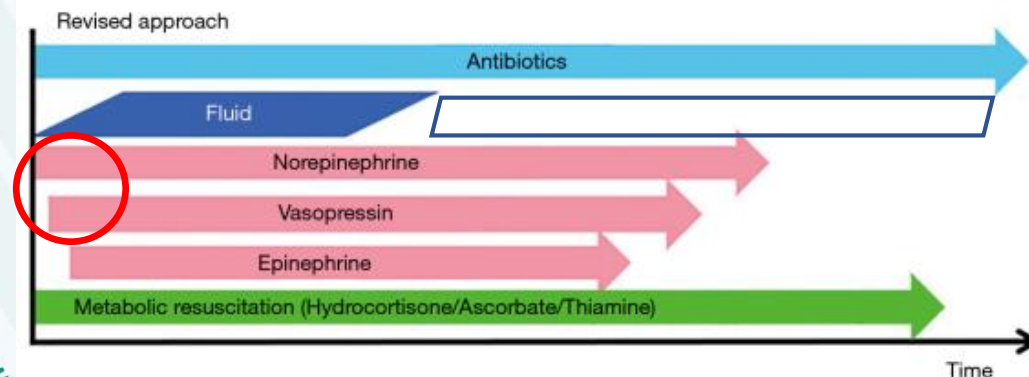 Revised approach
Antibiotics
Fluid
Norepinephrine
Vasopressin
Epinephrine
Metabolic resuscitation (Hydrocortisone/Ascorbate/Thiamine)
Time